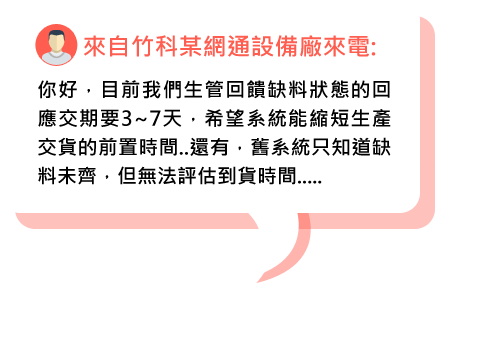 來自竹科某網通設備廠來電:
你好，目前我們生管回饋缺料狀態的回
應交期要3~7天，希望系統能縮短生產
交貨的前置時間..還有，舊系統只知道缺
料未齊，但無法評估到貨時間.....